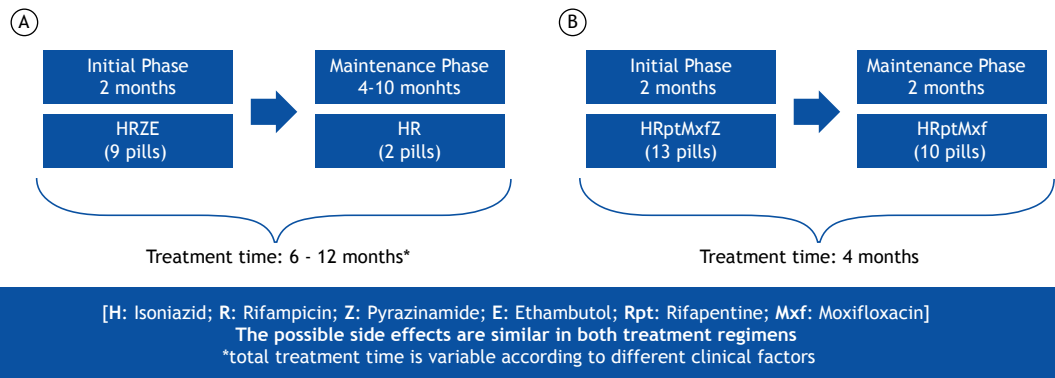 A
Initial Phase
2 months
HRZE
(9 pills)
Maintenance Phase
4-10 monhts
HR
(2 pills)
Treatment time: 6 - 12 months*
B
Initial Phase
2 months
HRptMxfZ
(13 pills)
Maintenance Phase
2 months
HRptMxf
(10 pills)
Treatment time: 4 months
[H: Isoniazid; R: Rifampicin; Z: Pyrazinamide; E: Ethambutol; Rpt: Rifapentine; Mxf: Moxifloxacin]
The possible side effects are similar in both treatment regimens
*total treatment time is variable according to different clinical factors